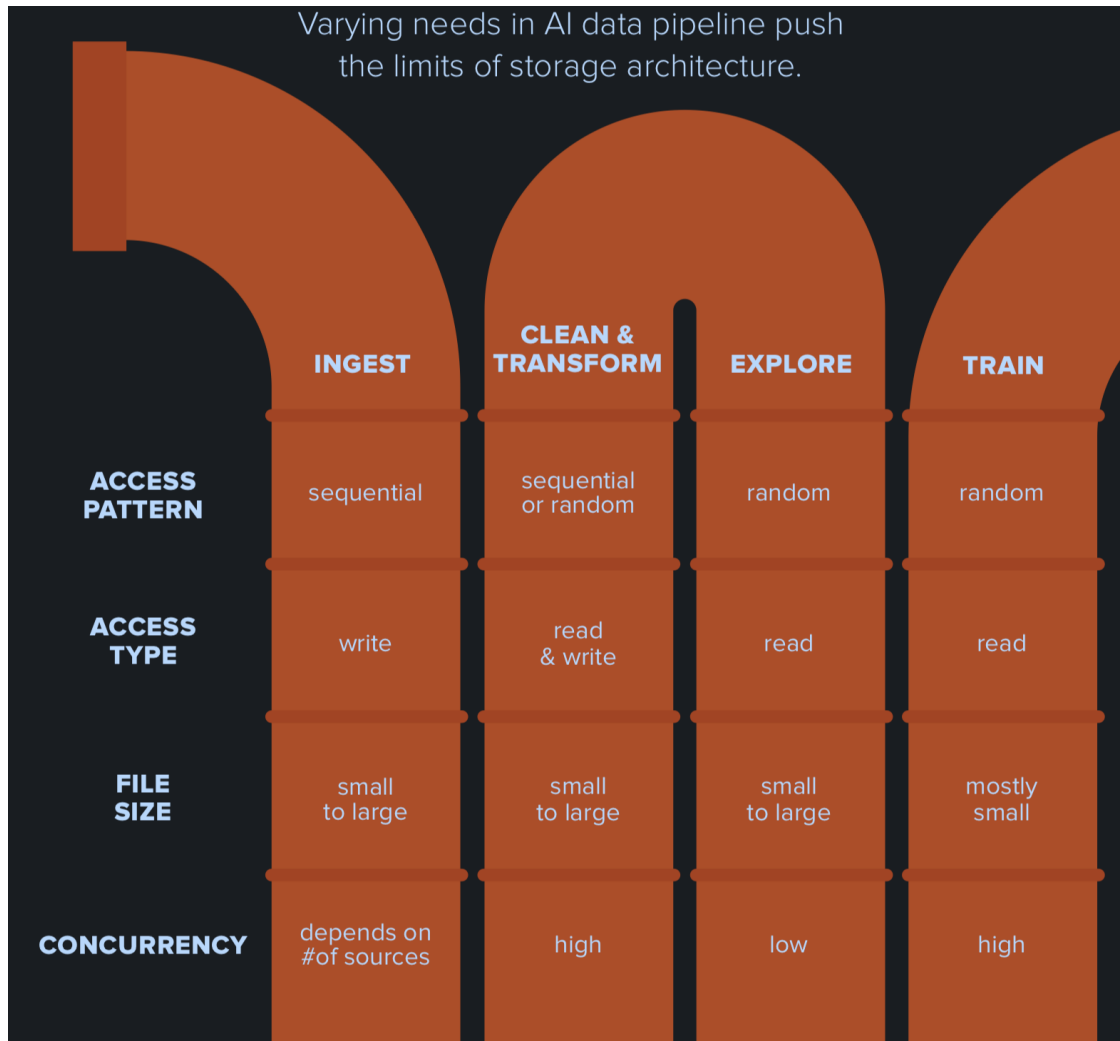 Varying needs in AI data pipeline push
the limits of storage architecture.
INGEST
CLEAN &
TRANSFORM
EXPLORE
TRAIN
ACCESS
PATTERN
sequential
sequential
or random
random
random
ACCESS
TYPE
write
read
& write
read
read
FILE
SIZE
small
to large
small
to large
small
to large
mostly
small
CONCURRENCY
depends on
#of sources
high
low
high